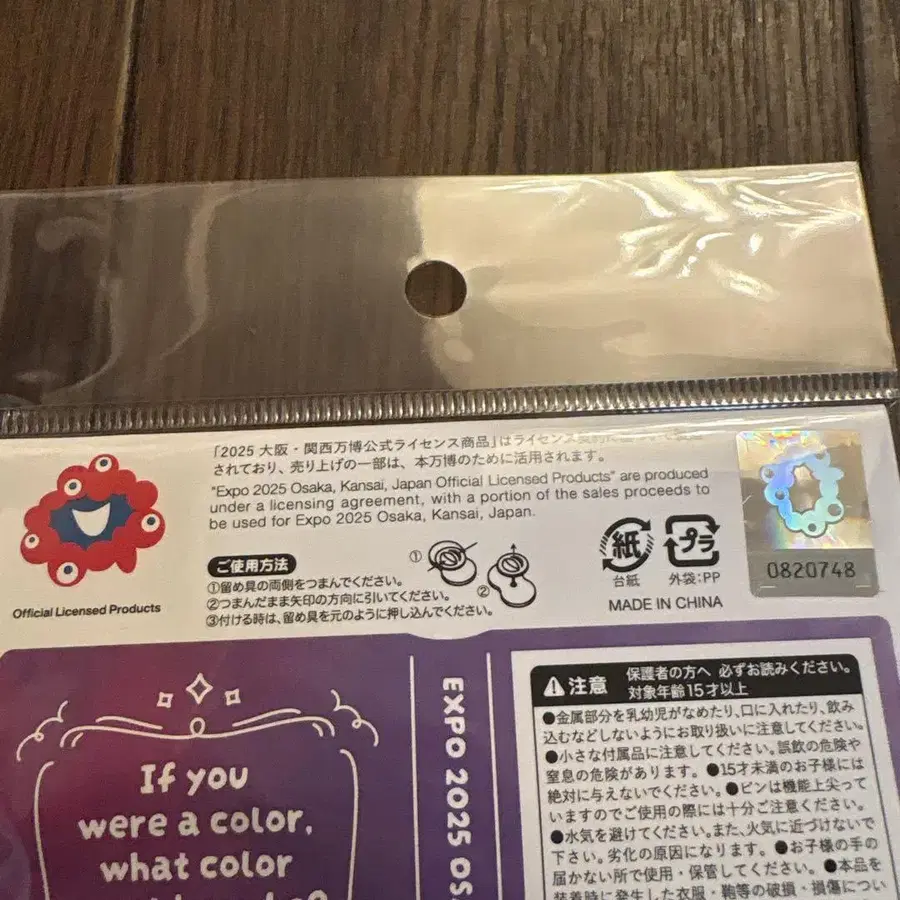 「2025 大阪・関西万博公式ライセンス商品」はライセンス
されており、売り上げの一部は、本万博のために活用されます。
"Expo 2025 Osaka, Kansai, Japan Official Licensed Products" are produced
under a licensing agreement, with a portion of the sales proceeds to
be used for Expo 2025 Osaka, Kansai, Japan.
Official Licensed Products
ご使用方法
①留め具の両側をつまんでください。
②つまんだまま矢印の方向に引いてください。
③付ける時は、留め具を元のように押し込んでください。
①
②
紙
台紙
プラ
外袋:PP
MADE IN CHINA
0820748
If you
were a color,
what color
EXPO 2025 OS
注意
保護者の方へ 必ずお読みください。
対象年齢15才以上
●金属部分を乳幼児がなめたり、口に入れたり、飲み
込むなどしないようにお取り扱いに注意してください。
●小さな付属品に注意してください。誤飲の危険や
窒息の危険があります。●15才未満のお子様には
絶対に与えないでください。●ピンは機能上尖って
いますのでご使用の際には十分ご注意ください。
●水気を避けてください。また、火気に近づけないで
下さい。劣化の原因になります。●お子様の手の
届かない所で使用・保管してください。●本品を
装着時に発生した衣服・鞄等の破損・損傷につい